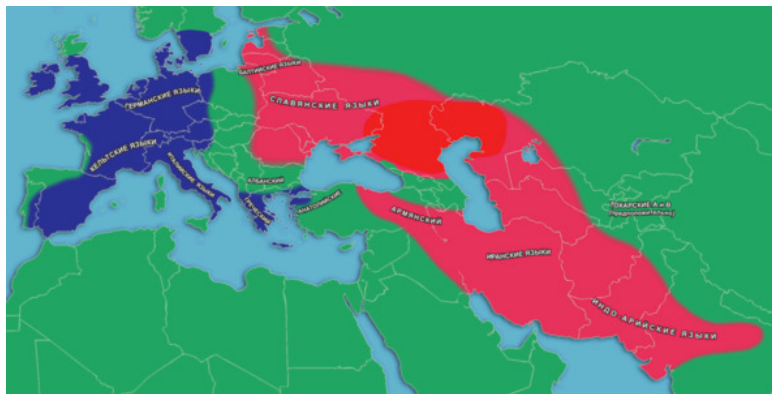 БАЛТИЙСКИЕ ЯЗЫКИ
ГЕРМАНСКИЕ ЯЗЫКИ
СЛАВЯНСКИЕ ЯЗЫКИ
КЕЛЬТСКИЕ ЯЗЫКИ
ИТАЛИЙСКИЕ ЯЗЫКИ
АЛБАНСКИЙ
ГРЕЧЕСКИЙ
АНАТОЛИЙСКИЕ
АРМЯНСКИЙ
ТОХАРСКИЕ А и В
(предположительно)
ИРАНСКИЕ ЯЗЫКИ
ИНДО-АРИЙСКИЕ ЯЗЫКИ